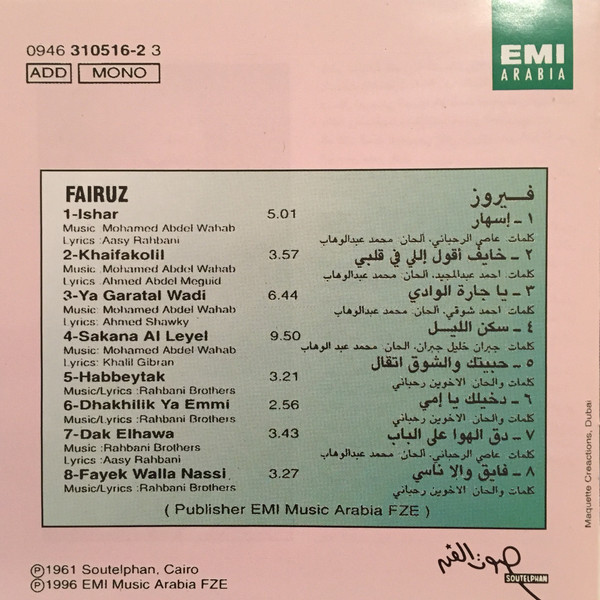 0946 310516-2 3
ADD MONO
EMI
ARABIA
FAIRUZ
فيروز
1-Ishar 5.01
Music :Mohamed Abdel Wahab
Lyrics :Aasy Rahbani
2-Khaifakolil 3.57
Music :Mohamed Abdel Wahab
Lyrics :Ahmed Abdel Meguid
3-Ya Garatal Wadi 6.44
Music :Mohamed Abdel Wahab
Lyrics :Ahmed Shawky
4-Sakana Al Leyel 9.50
Music :Mohamed Abdel Wahab
Lyrics :Khalil Gibran
5-Habbeytak 3.21
Music/Lyrics :Rahbani Brothers
6-Dhakhilik Ya Emmi 2.56
Music/Lyrics :Rahbani Brothers
7-Dak Elhawa 3.43
Music :Rahbani Brothers
Lyrics :Aasy Rahbani
8-Fayek Walla Nassi 3.27
Music/Lyrics :Rahbani Brothers
١ - إسهار
كلمات: عاصي الرحباني، ألحان: محمد عبدالوهاب
٢ - خايف أقول إللي في قلبي
كلمات: احمد عبدالمجيد، ألحان: محمد عبدالوهاب
٣ - يا جارة الوادي
كلمات: احمد شوقي، ألحان: محمد عبدالوهاب
٤ - سكن الليل
كلمات: جبران خليل جبران، ألحان: محمد عبد الوهاب
٥ - حبيتك والشوق اتقال
كلمات والحان الاخوين رحباني
٦ - دخيلك يا إمي
كلمات والحان الاخوين رحباني
٧ - دق الهوا على الباب
كلمات: عاصي الرحباني، ألحان: محمد عبدالوهاب
٨ - فايق والا ناسي
كلمات والحان الاخوين رحباني
( Publisher EMI Music Arabia FZE )
Ⓟ1961 Soutelphan, Cairo
Ⓟ1996 EMI Music Arabia FZE
صوت الفن
SOUTELPHAN
Maquette Creactions, Dubai